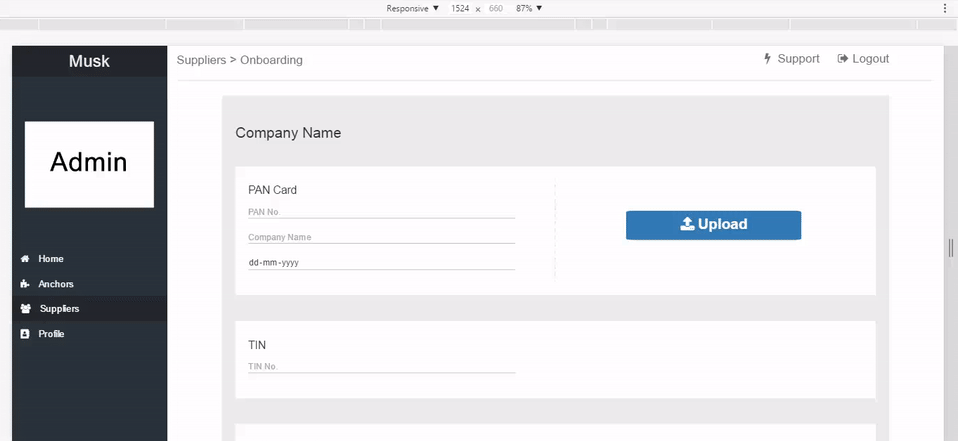 Responsive ▼ 1524 x 660 87% ▼
Musk
Suppliers > Onboarding
Support
Logout
Admin
Home
Anchors
Suppliers
Profile
Company Name
PAN Card
PAN No
Company Name
dd-mm-yyyy
Upload
TIN
TIN No.